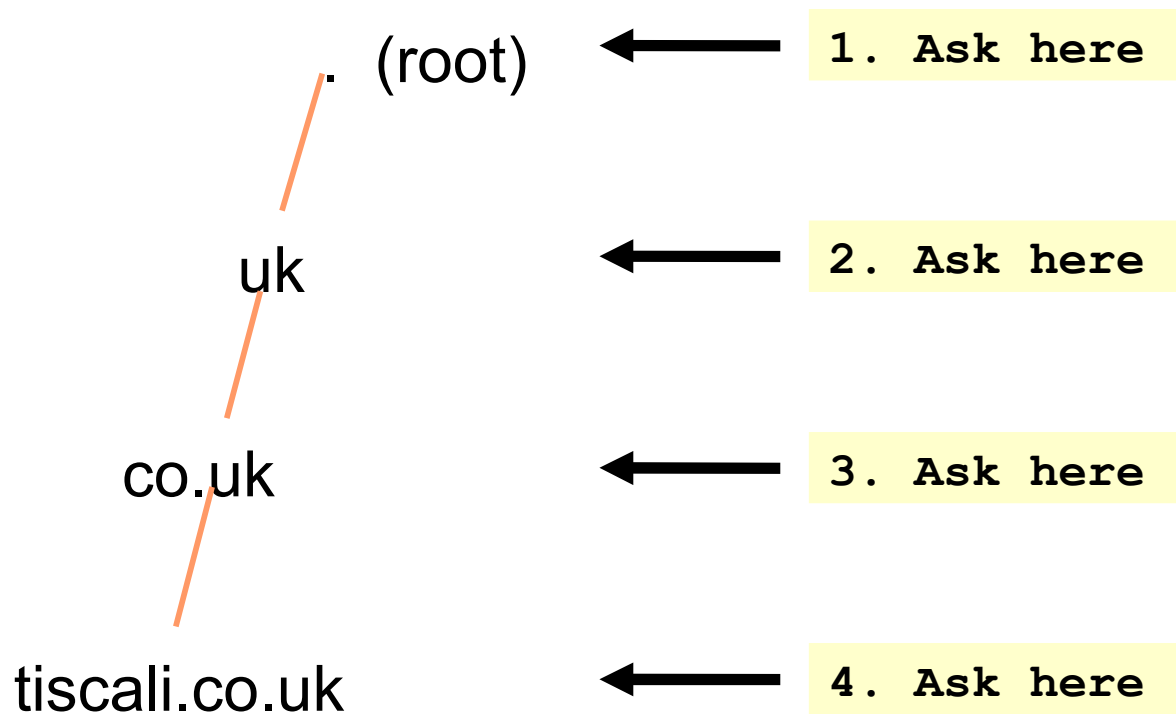 . (root)
1. Ask here
uk
2. Ask here
co.uk
3. Ask here
tiscali.co.uk
4. Ask here